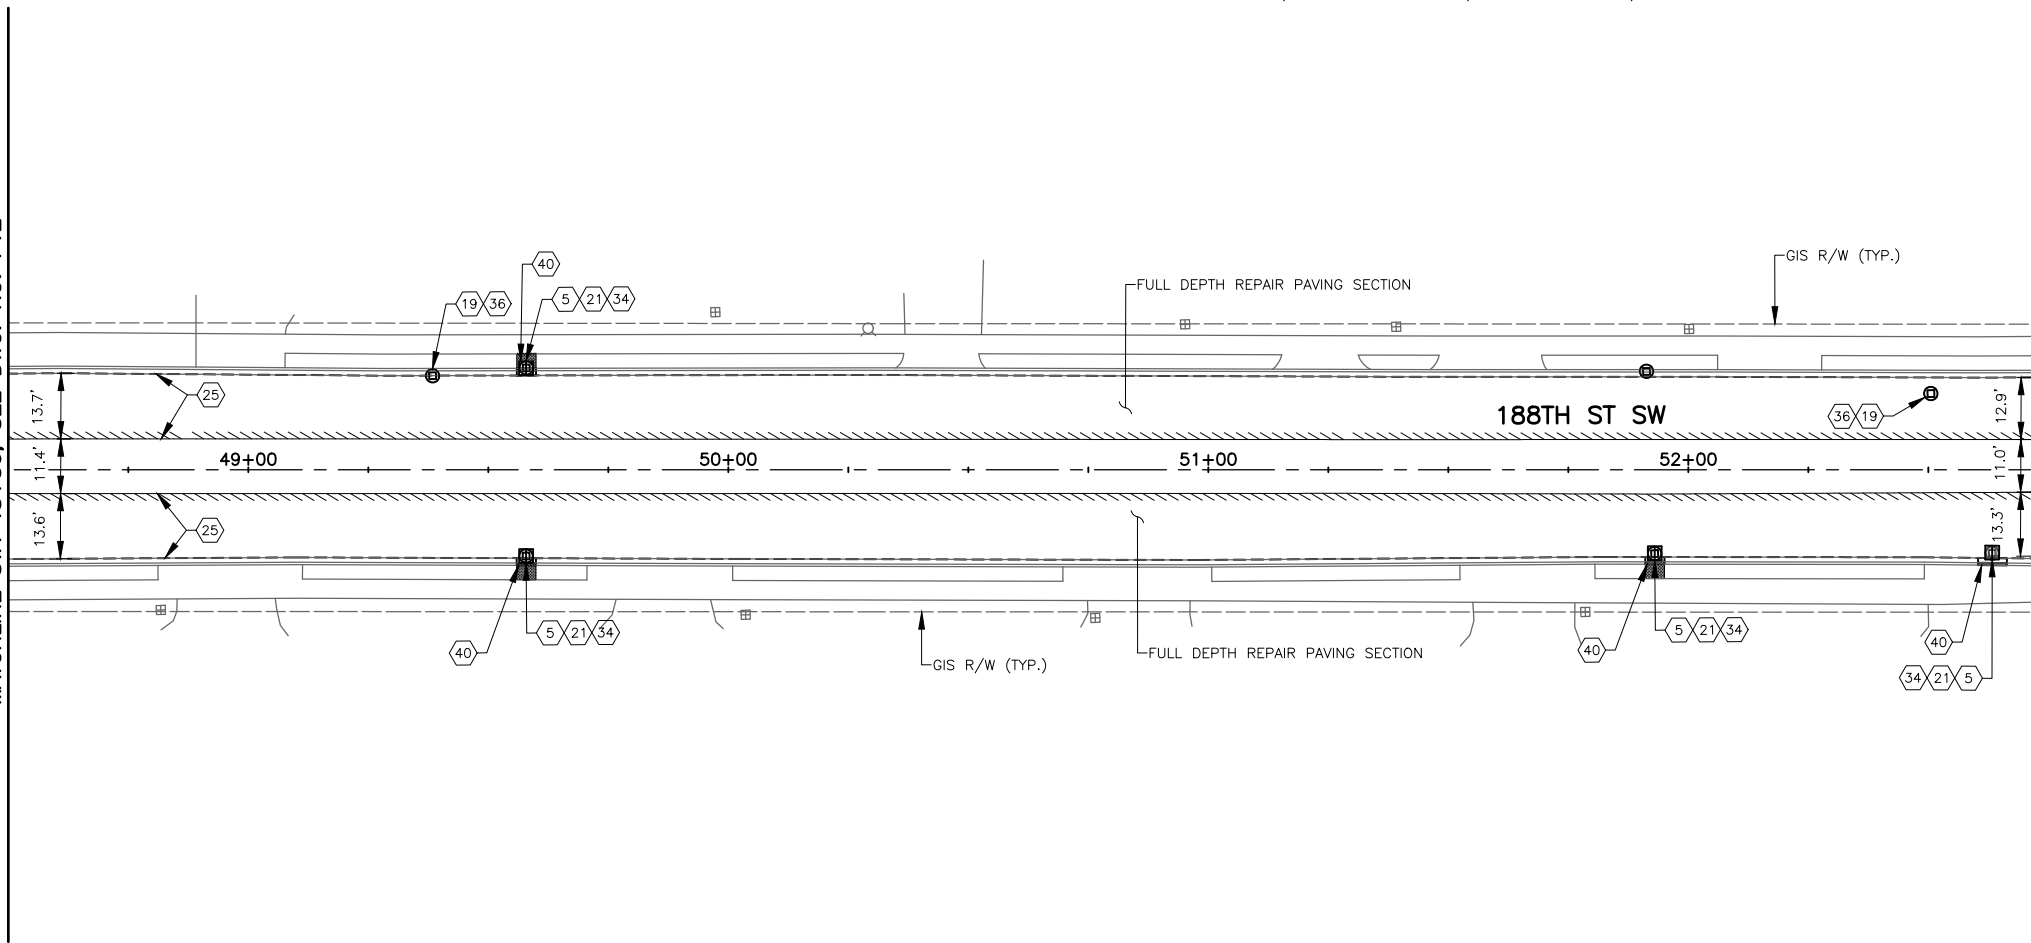 GIS R/W (TYP.)
40
FULL DEPTH REPAIR PAVING SECTION
19 36
5 21 34
25
13.7'
12.9'
188TH ST SW
36 19
49+00
50+00
51+00
52+00
11.4'
11.0'
25
13.6'
13.3'
5 21 34
40
5 21 34
40
40
GIS R/W (TYP.)
FULL DEPTH REPAIR PAVING SECTION
34 21 5